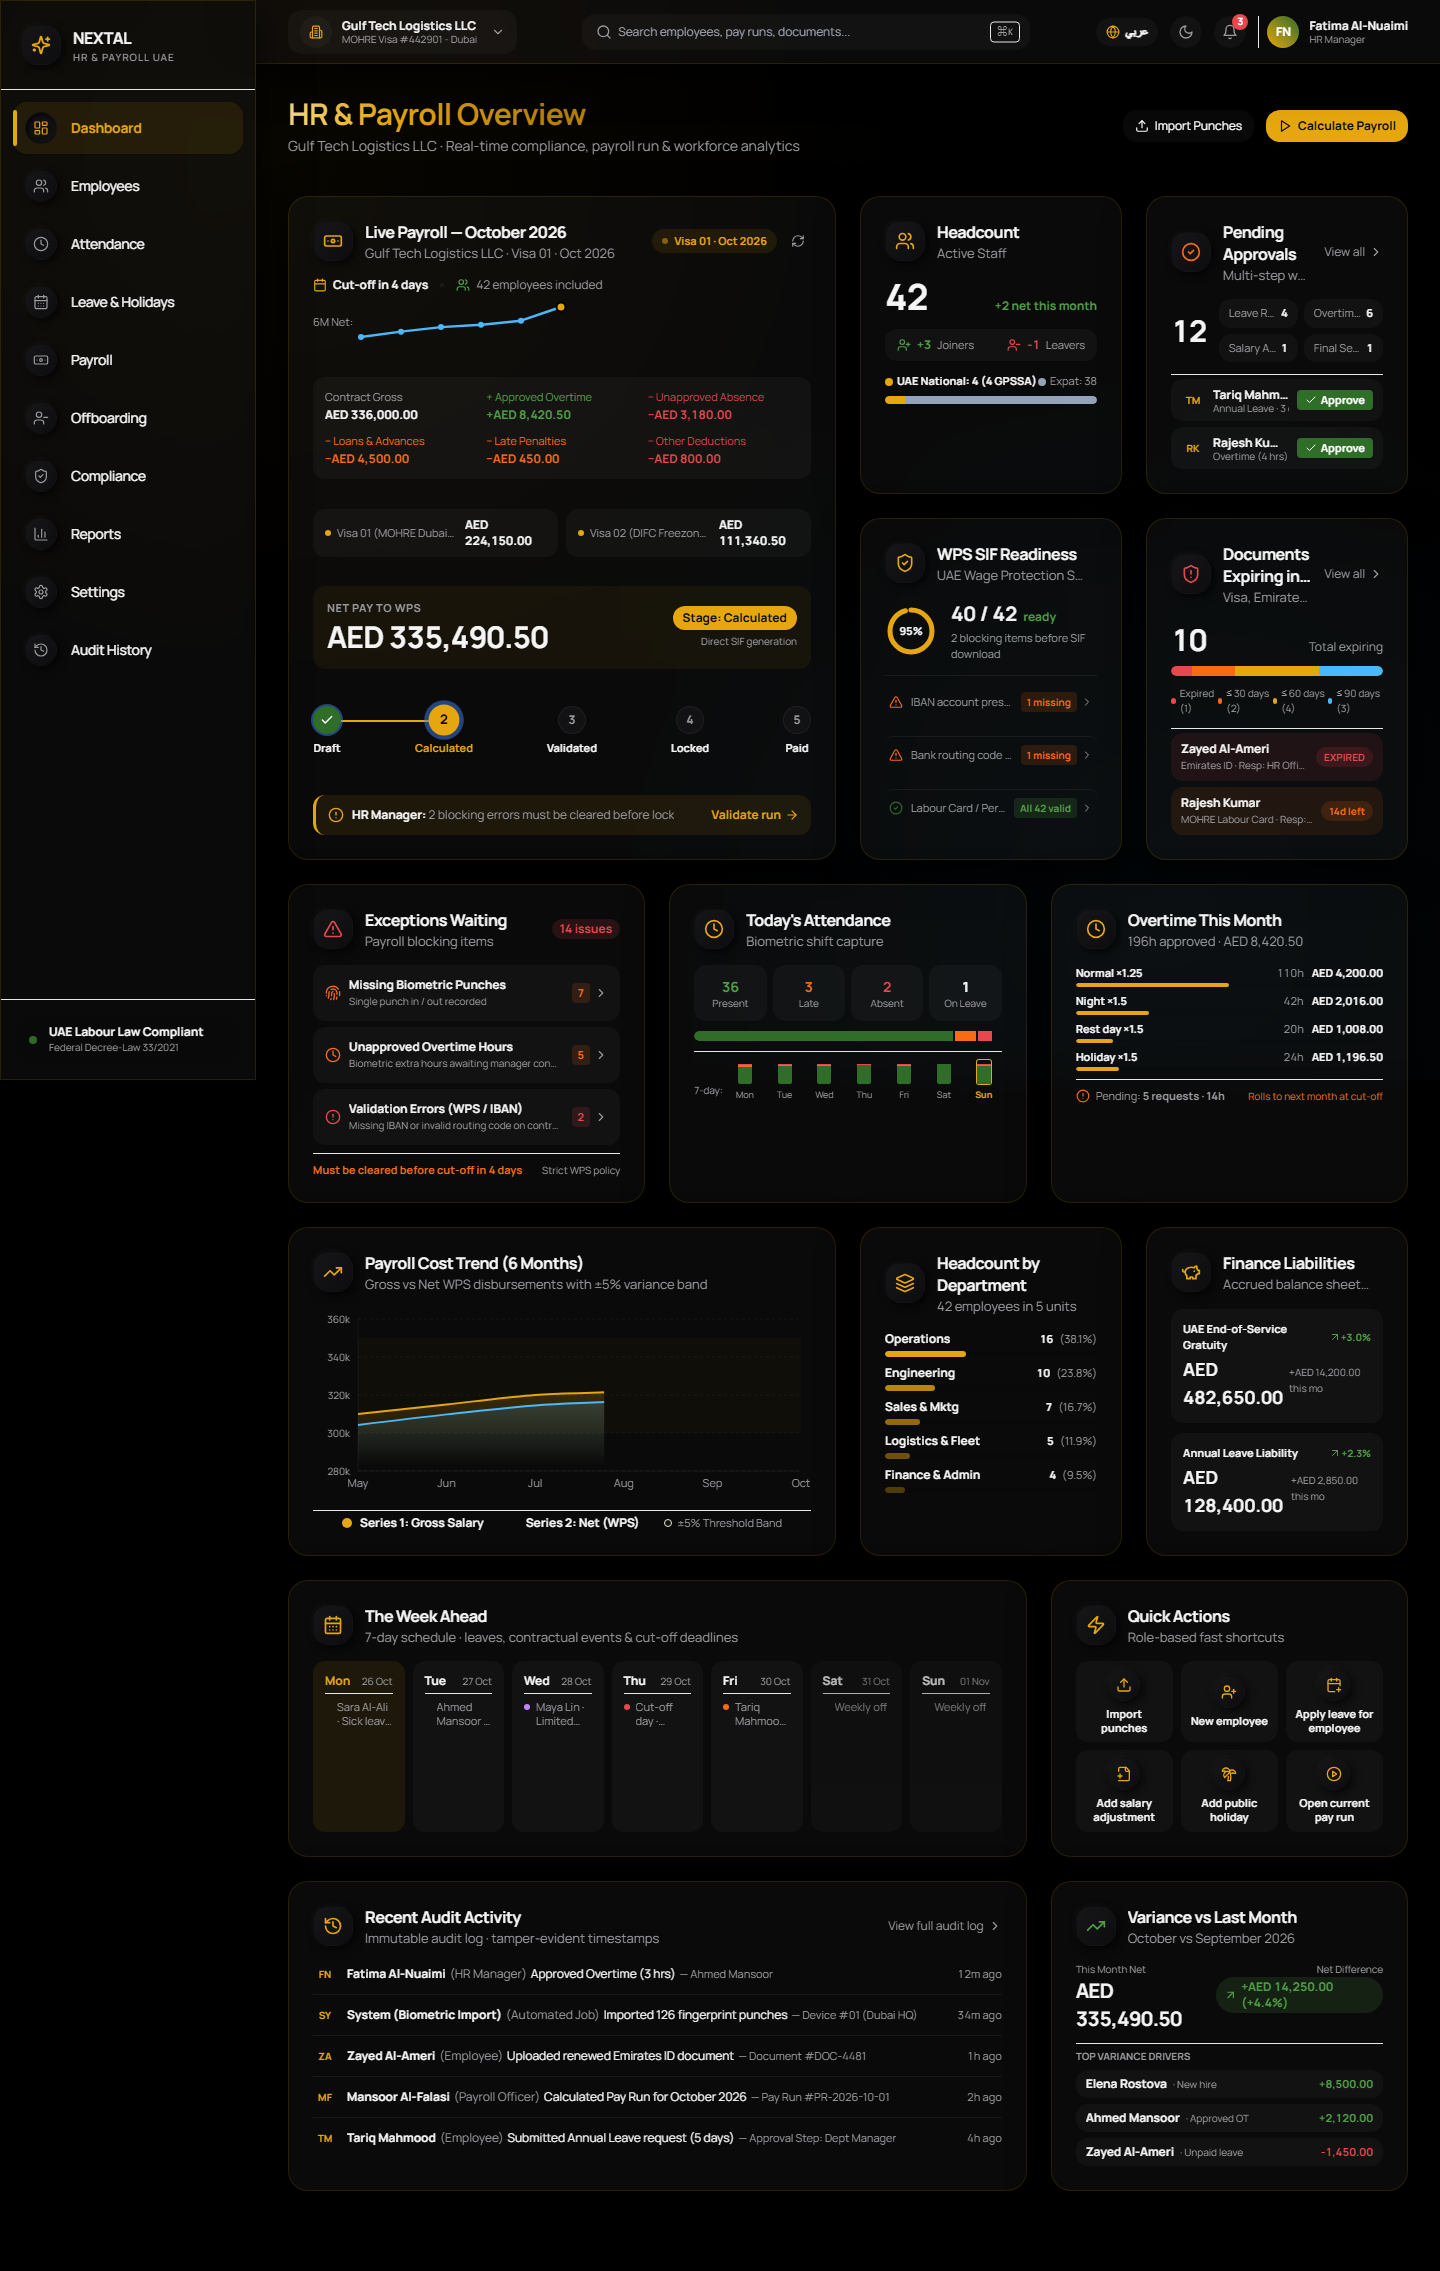 NEXTAL
HR & PAYROLL UAE
Dashboard
Employees
Attendance
Leave & Holidays
Payroll
Offboarding
Compliance
Reports
Settings
Audit History
UAE Labour Law Compliant
Federal Decree-Law 33/2021
Gulf Tech Logistics LLC
MOHRE Visa #442901 - Dubai
Search employees, pay runs, documents...
⌘K
عربي
3
FN
Fatima Al-Nuaimi
HR Manager
HR & Payroll Overview
Gulf Tech Logistics LLC · Real-time compliance, payroll run & workforce analytics
Import Punches
Calculate Payroll
Live Payroll — October 2026
Gulf Tech Logistics LLC · Visa 01 · Oct 2026
Visa 01 · Oct 2026
Cut-off in 4 days
42 employees included
6M Net:
Contract Gross
AED 336,000.00
+ Approved Overtime
+AED 8,420.50
− Unapproved Absence
−AED 3,180.00
− Loans & Advances
−AED 4,500.00
− Late Penalties
−AED 450.00
− Other Deductions
−AED 800.00
Visa 01 (MOHRE Dubai...
AED 224,150.00
Visa 02 (DIFC Freezon...
AED 111,340.50
NET PAY TO WPS
AED 335,490.50
Stage: Calculated
Direct SIF generation
2
3
4
5
Draft
Calculated
Validated
Locked
Paid
HR Manager: 2 blocking errors must be cleared before lock
Validate run
Headcount
Active Staff
42
+2 net this month
+3 Joiners
-1 Leavers
UAE National: 4 (4 GPSSA)
Expat: 38
Pending Approvals
Multi-step w...
View all
12
Leave R... 4
Overtim... 6
Salary A... 1
Final Se... 1
TM
Tariq Mahm...
Annual Leave · 3
Approve
RK
Rajesh Ku...
Overtime (4 hrs)
Approve
WPS SIF Readiness
UAE Wage Protection S...
95%
40 / 42 ready
2 blocking items before SIF download
IBAN account pres...
1 missing
Bank routing code ...
1 missing
Labour Card / Per...
All 42 valid
Documents Expiring in...
Visa, Emirate...
View all
10
Total expiring
Expired (1)
≤ 30 days (2)
≤ 60 days (4)
≤ 90 days (3)
Zayed Al-Ameri
Emirates ID · Resp: HR Offi...
EXPIRED
Rajesh Kumar
MOHRE Labour Card · Resp:...
14d left
Exceptions Waiting
Payroll blocking items
14 issues
Missing Biometric Punches
Single punch in / out recorded
7
Unapproved Overtime Hours
Biometric extra hours awaiting manager con...
5
Validation Errors (WPS / IBAN)
Missing IBAN or invalid routing code on contr...
2
Must be cleared before cut-off in 4 days
Strict WPS policy
Today's Attendance
Biometric shift capture
36
Present
3
Late
2
Absent
1
On Leave
7-day:
Mon
Tue
Wed
Thu
Fri
Sat
Sun
Overtime This Month
196h approved · AED 8,420.50
Normal ×1.25 110h AED 4,200.00
Night ×1.5 42h AED 2,016.00
Rest day ×1.5 20h AED 1,008.00
Holiday ×1.5 24h AED 1,196.50
Pending: 5 requests · 14h
Rolls to next month at cut-off
Payroll Cost Trend (6 Months)
Gross vs Net WPS disbursements with ±5% variance band
360k
340k
320k
300k
280k
May
Jun
Jul
Aug
Sep
Oct
Series 1: Gross Salary
Series 2: Net (WPS)
±5% Threshold Band
Headcount by Department
42 employees in 5 units
Operations 16 (38.1%)
Engineering 10 (23.8%)
Sales & Mktg 7 (16.7%)
Logistics & Fleet 5 (11.9%)
Finance & Admin 4 (9.5%)
Finance Liabilities
Accrued balance sheet...
UAE End-of-Service Gratuity
+3.0%
AED 482,650.00
+AED 14,200.00 this mo
Annual Leave Liability
+2.3%
AED 128,400.00
+AED 2,850.00 this mo
The Week Ahead
7-day schedule · leaves, contractual events & cut-off deadlines
Mon 26 Oct
Sara Al-Ali · Sick leav...
Tue 27 Oct
Ahmed Mansoor ...
Wed 28 Oct
Maya Lin · Limited...
Thu 29 Oct
Cut-off day ·...
Fri 30 Oct
Tariq Mahmoo...
Sat 31 Oct
Weekly off
Sun 01 Nov
Weekly off
Quick Actions
Role-based fast shortcuts
Import punches
New employee
Apply leave for employee
Add salary adjustment
Add public holiday
Open current pay run
Recent Audit Activity
Immutable audit log · tamper-evident timestamps
View full audit log
FN Fatima Al-Nuaimi (HR Manager) Approved Overtime (3 hrs) — Ahmed Mansoor 12m ago
SY System (Biometric Import) (Automated Job) Imported 126 fingerprint punches — Device #01 (Dubai HQ) 34m ago
ZA Zayed Al-Ameri (Employee) Uploaded renewed Emirates ID document — Document #DOC-4481 1h ago
MF Mansoor Al-Falasi (Payroll Officer) Calculated Pay Run for October 2026 — Pay Run #PR-2026-10-01 2h ago
TM Tariq Mahmood (Employee) Submitted Annual Leave request (5 days) — Approval Step: Dept Manager 4h ago
Variance vs Last Month
October vs September 2026
This Month Net
AED 335,490.50
Net Difference
+AED 14,250.00 (+4.4%)
TOP VARIANCE DRIVERS
Elena Rostova · New hire +8,500.00
Ahmed Mansoor · Approved OT +2,120.00
Zayed Al-Ameri · Unpaid leave -1,450.00